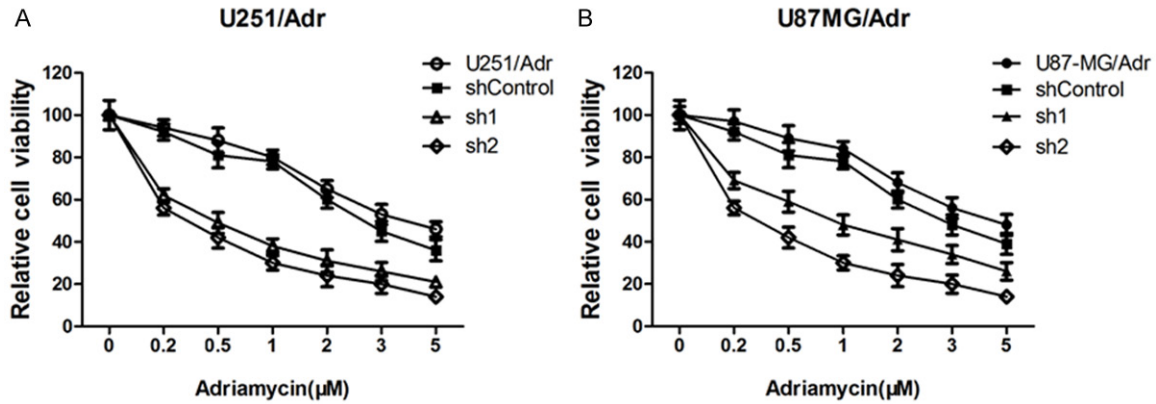 A
U251/Adr
U251/Adr
shControl
sh1
sh2
Relative cell viability
120
100
80
60
40
20
0
0 0.2 0.5 1 2 3 5
Adriamycin(μM)
B
U87MG/Adr
U87-MG/Adr
shControl
sh1
sh2
Relative cell viability
120
100
80
60
40
20
0
0 0.2 0.5 1 2 3 5
Adriamycin(μM)